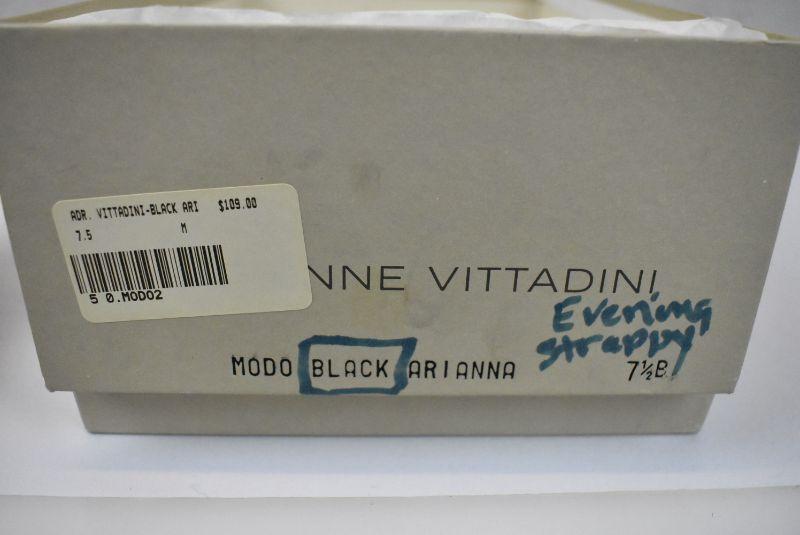 ADR. VITTADINI-BLACK ARI $109.00
7.5 M
5 0.MOD02
NNE VITTADINI
Evening
strappy
MODO BLACK ARIANNA 7½B